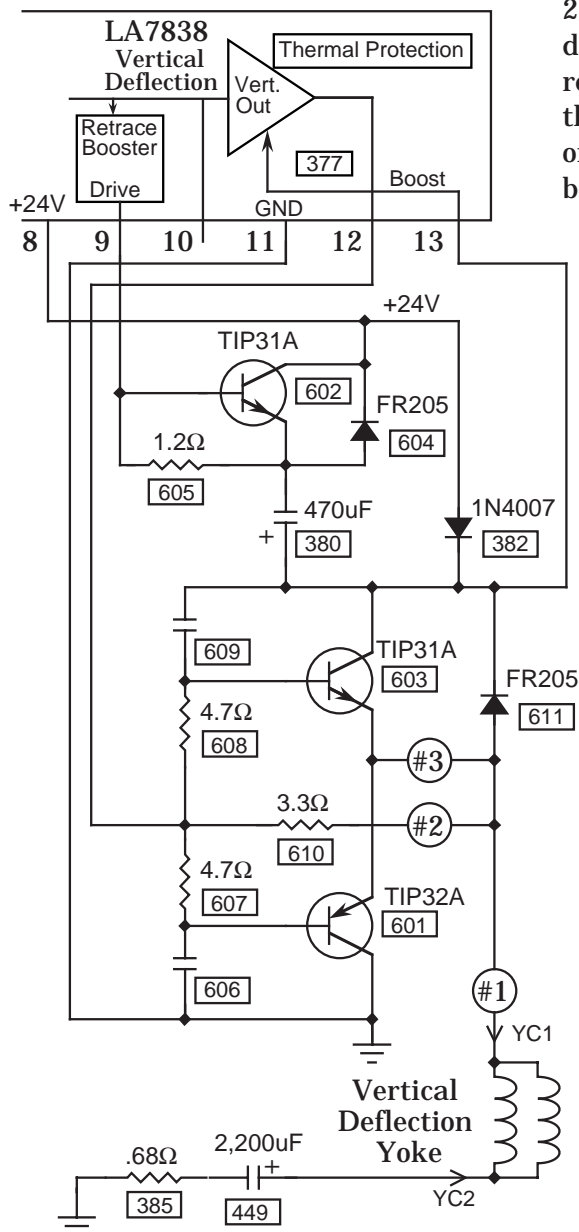 LA7838
Vertical
Deflection
Thermal Protection
Vert.
Out
Retrace
Booster
Drive
377
Boost
+24V
GND
8 9 10 11 12 13
+24V
TIP31A
602
FR205
604
1.2Ω
605
470uF
+
380
1N4007
382
609
TIP31A
603
FR205
611
4.7Ω
608
#3
3.3Ω
610
#2
4.7Ω
607
TIP32A
601
606
#1
YC1
Vertical
Deflection
Yoke
2,200uF
.68Ω
+
385
449
YC2
2
d
re
th
o
b